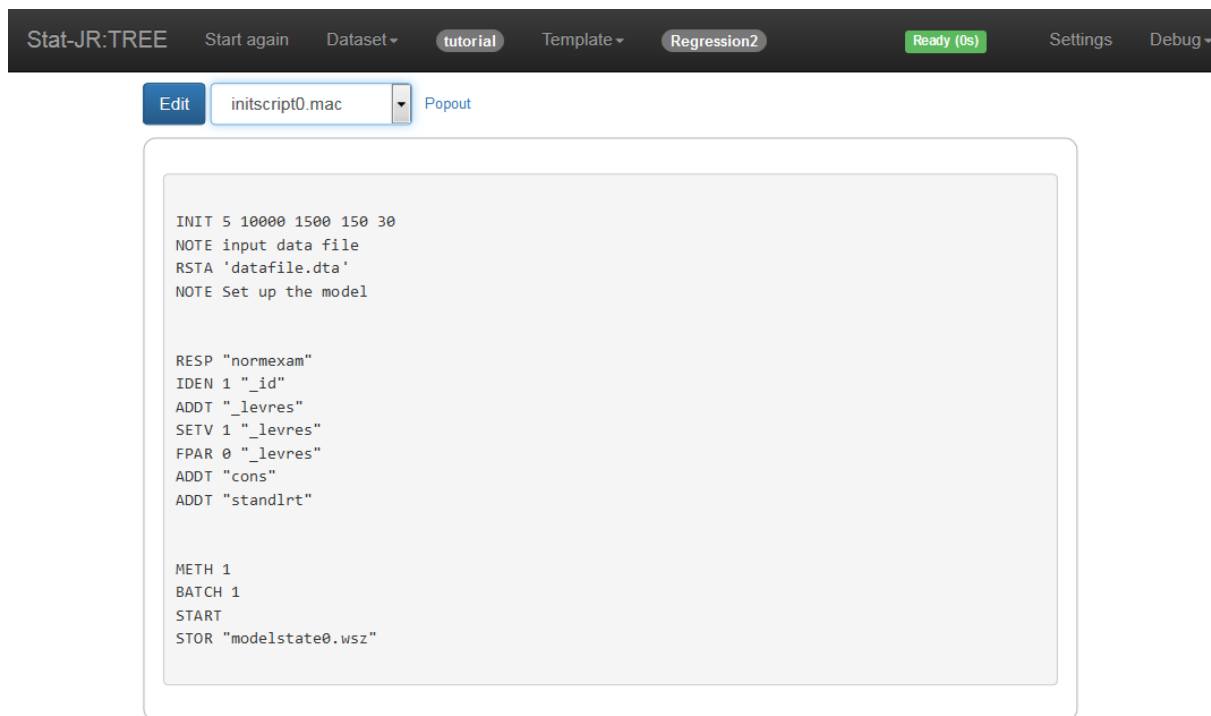 Stat-JR:TREE Start again Dataset tutorial Template Regression2 Ready (0s) Settings Debug
Edit initscript0.mac Popout
INIT 5 10000 1500 150 30
NOTE input data file
RSTA 'datafile.dta'
NOTE Set up the model
RESP "normexam"
IDEN 1 "_id"
ADDT "_levres"
SETV 1 "_levres"
FPAR 0 "_levres"
ADDT "cons"
ADDT "standlrt"
METH 1
BATCH 1
START
STOR "modelstate0.wsz"